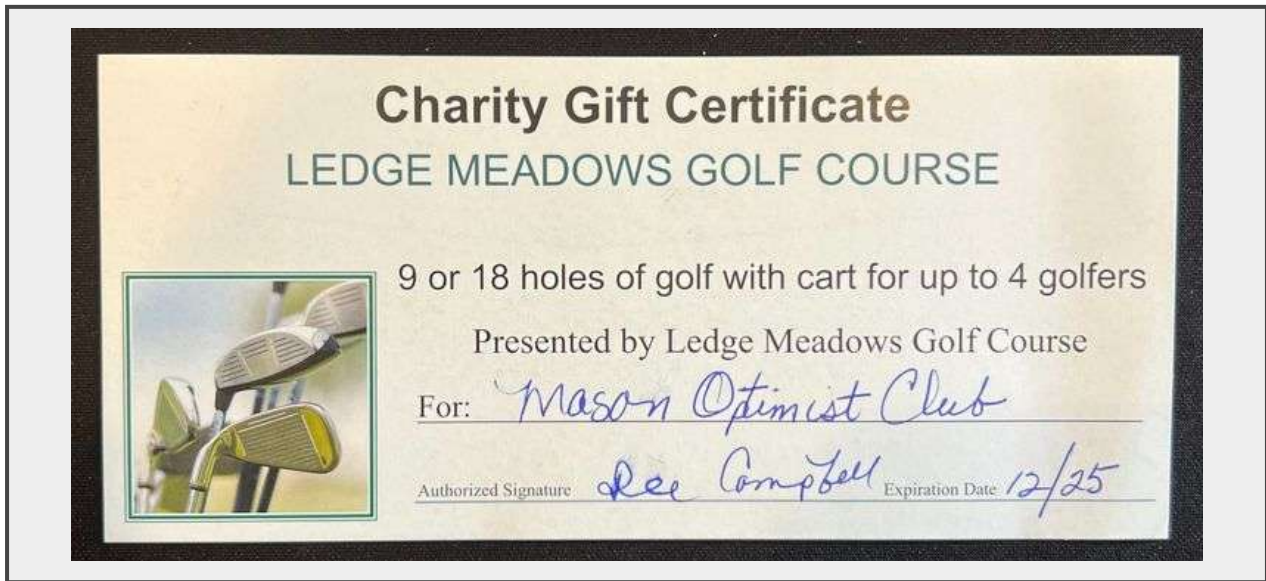 Charity Gift Certificate
LEDGE MEADOWS GOLF COURSE
9 or 18 holes of golf with cart for up to 4 golfers
Presented by Ledge Meadows Golf Course
For: Mason Optimist Club
Authorized Signature Dee Campbell Expiration Date 12/25